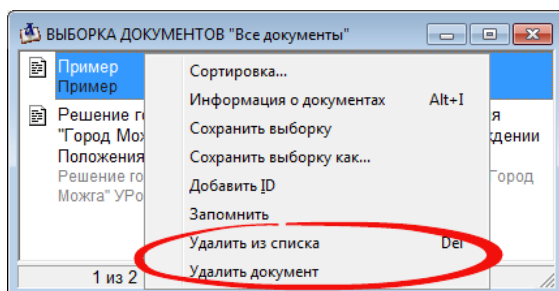 ВЫБОРКА ДОКУМЕНТОВ "Все документы"
Пример
Пример
Решение г
"Город Мож
Положения
Решение го
Можга" УРо
я
ждении
Город
Сортировка...
Информация о документах Alt+I
Сохранить выборку
Сохранить выборку как...
Добавить ID
Запомнить
Удалить из списка Del
Удалить документ
1 из 2